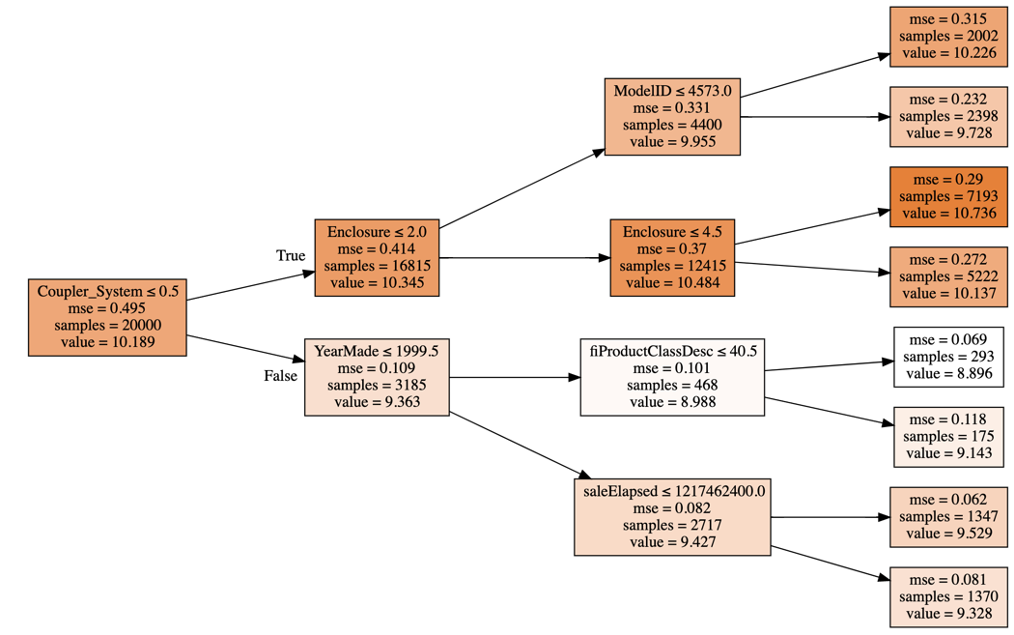 Coupler_System ≤ 0.5
mse = 0.495
samples = 20000
value = 10.189
True
False
Enclosure ≤ 2.0
mse = 0.414
samples = 16815
value = 10.345
YearMade ≤ 1999.5
mse = 0.109
samples = 3185
value = 9.363
ModelID ≤ 4573.0
mse = 0.331
samples = 4400
value = 9.955
Enclosure ≤ 4.5
mse = 0.37
samples = 12415
value = 10.484
fiProductClassDesc ≤ 40.5
mse = 0.101
samples = 468
value = 8.988
saleElapsed ≤ 1217462400.0
mse = 0.082
samples = 2717
value = 9.427
mse = 0.315
samples = 2002
value = 10.226
mse = 0.232
samples = 2398
value = 9.728
mse = 0.29
samples = 7193
value = 10.736
mse = 0.272
samples = 5222
value = 10.137
mse = 0.069
samples = 293
value = 8.896
mse = 0.118
samples = 175
value = 9.143
mse = 0.062
samples = 1347
value = 9.529
mse = 0.081
samples = 1370
value = 9.328